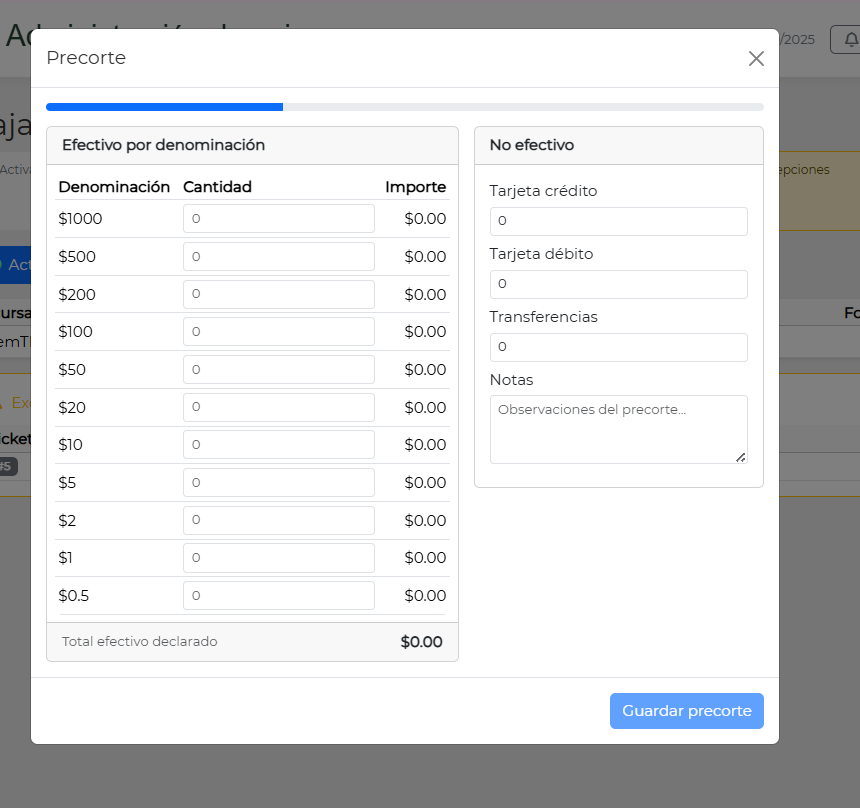 Precorte
/2025
Efectivo por denominación
No efectivo
Denominación Cantidad Importe
$1000 0 $0.00
$500 0 $0.00
$200 0 $0.00
$100 0 $0.00
$50 0 $0.00
$20 0 $0.00
$10 0 $0.00
$5 0 $0.00
$2 0 $0.00
$1 0 $0.00
$0.5 0 $0.00
Total efectivo declarado $0.00
Tarjeta crédito
0
Tarjeta débito
0
Transferencias
0
Notas
Observaciones del precorte...
Guardar precorte
epciones
#5